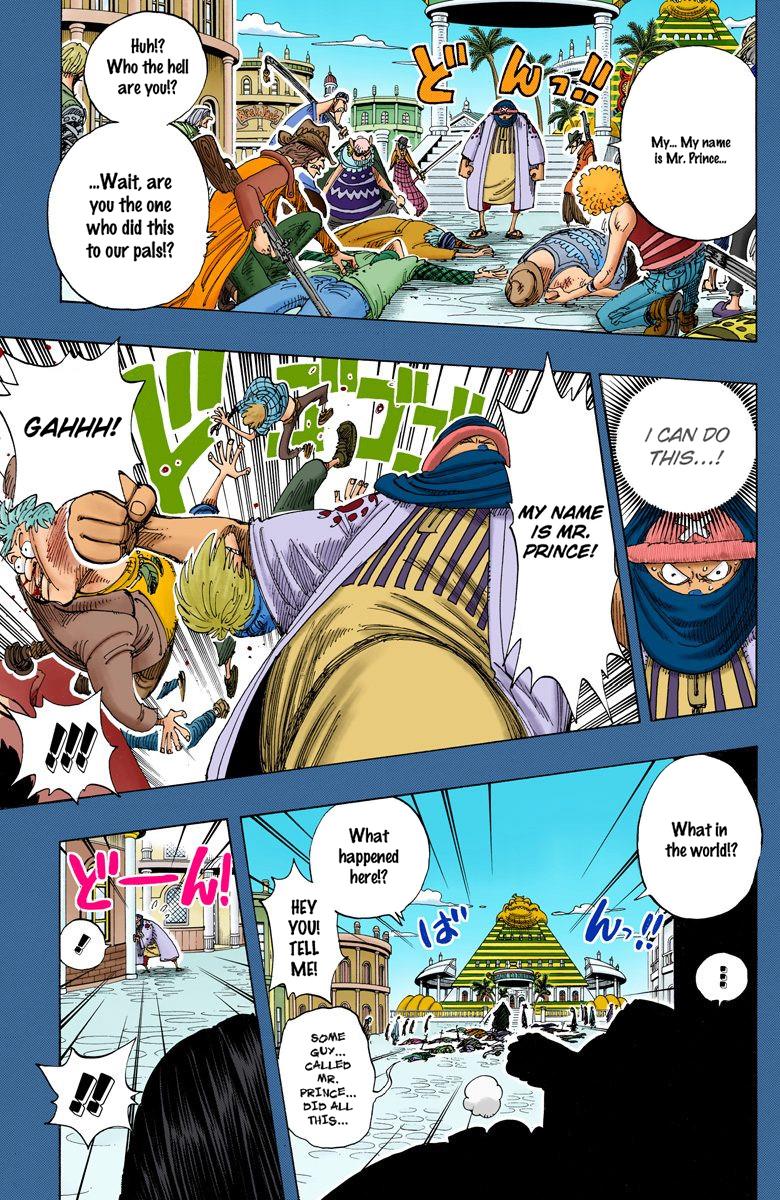 My... My name
is Mr. Prince...
どんっ!!
Huh!?
Who the hell
are you!?
...Wait, are
you the one
who did this
to our pals!?
I CAN DO
THIS...!
MY NAME
IS MR.
PRINCE!
ドゴゴゴ
GAHHH!
!!!
What in
the world!?
!!!
What
happened
here!?
HEY
YOU!
TELL
ME!
ばんっ!!
SOME
GUY...
CALLED
MR.
PRINCE...
DID ALL
THIS...
どーん!
!
!!